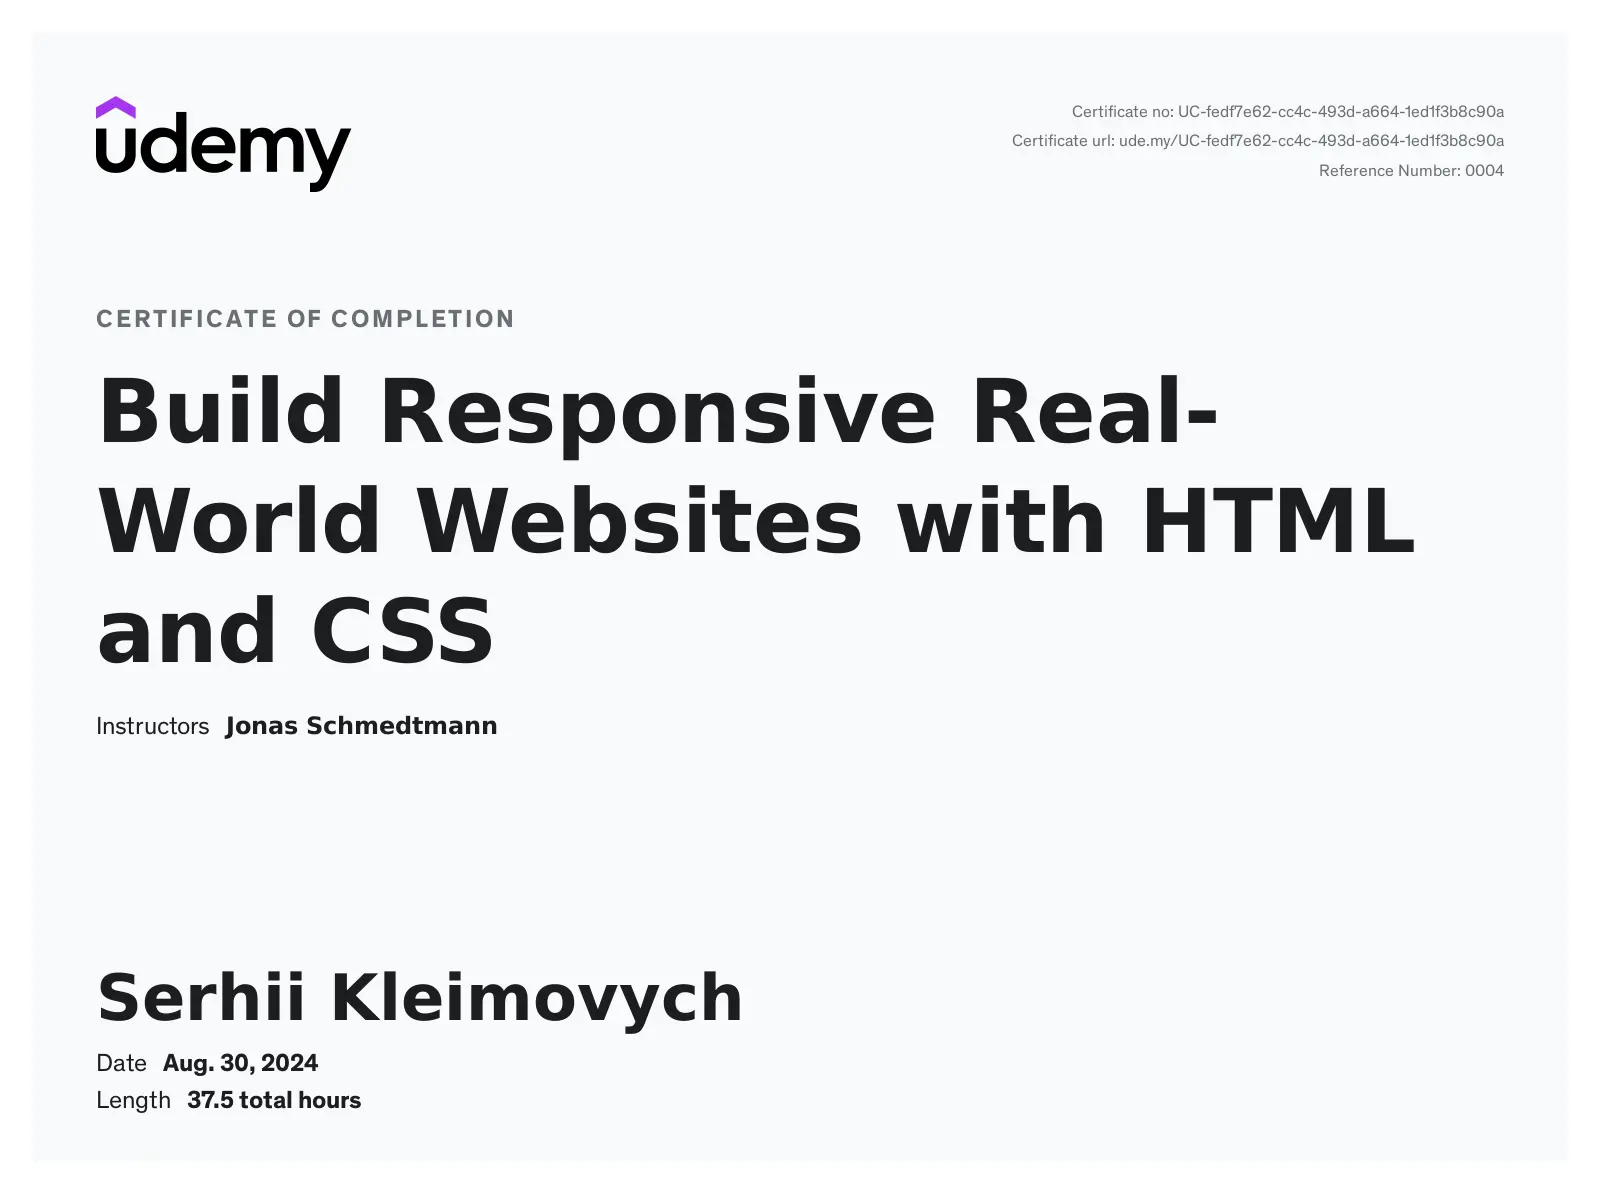 udemy
Certificate no: UC-fedf7e62-cc4c-493d-a664-1ed1f3b8c90a
Certificate url: ude.my/UC-fedf7e62-cc4c-493d-a664-1ed1f3b8c90a
Reference Number: 0004
CERTIFICATE OF COMPLETION
Build Responsive Real-
World Websites with HTML
and CSS
Instructors Jonas Schmedtmann
Serhii Kleimovych
Date Aug. 30, 2024
Length 37.5 total hours